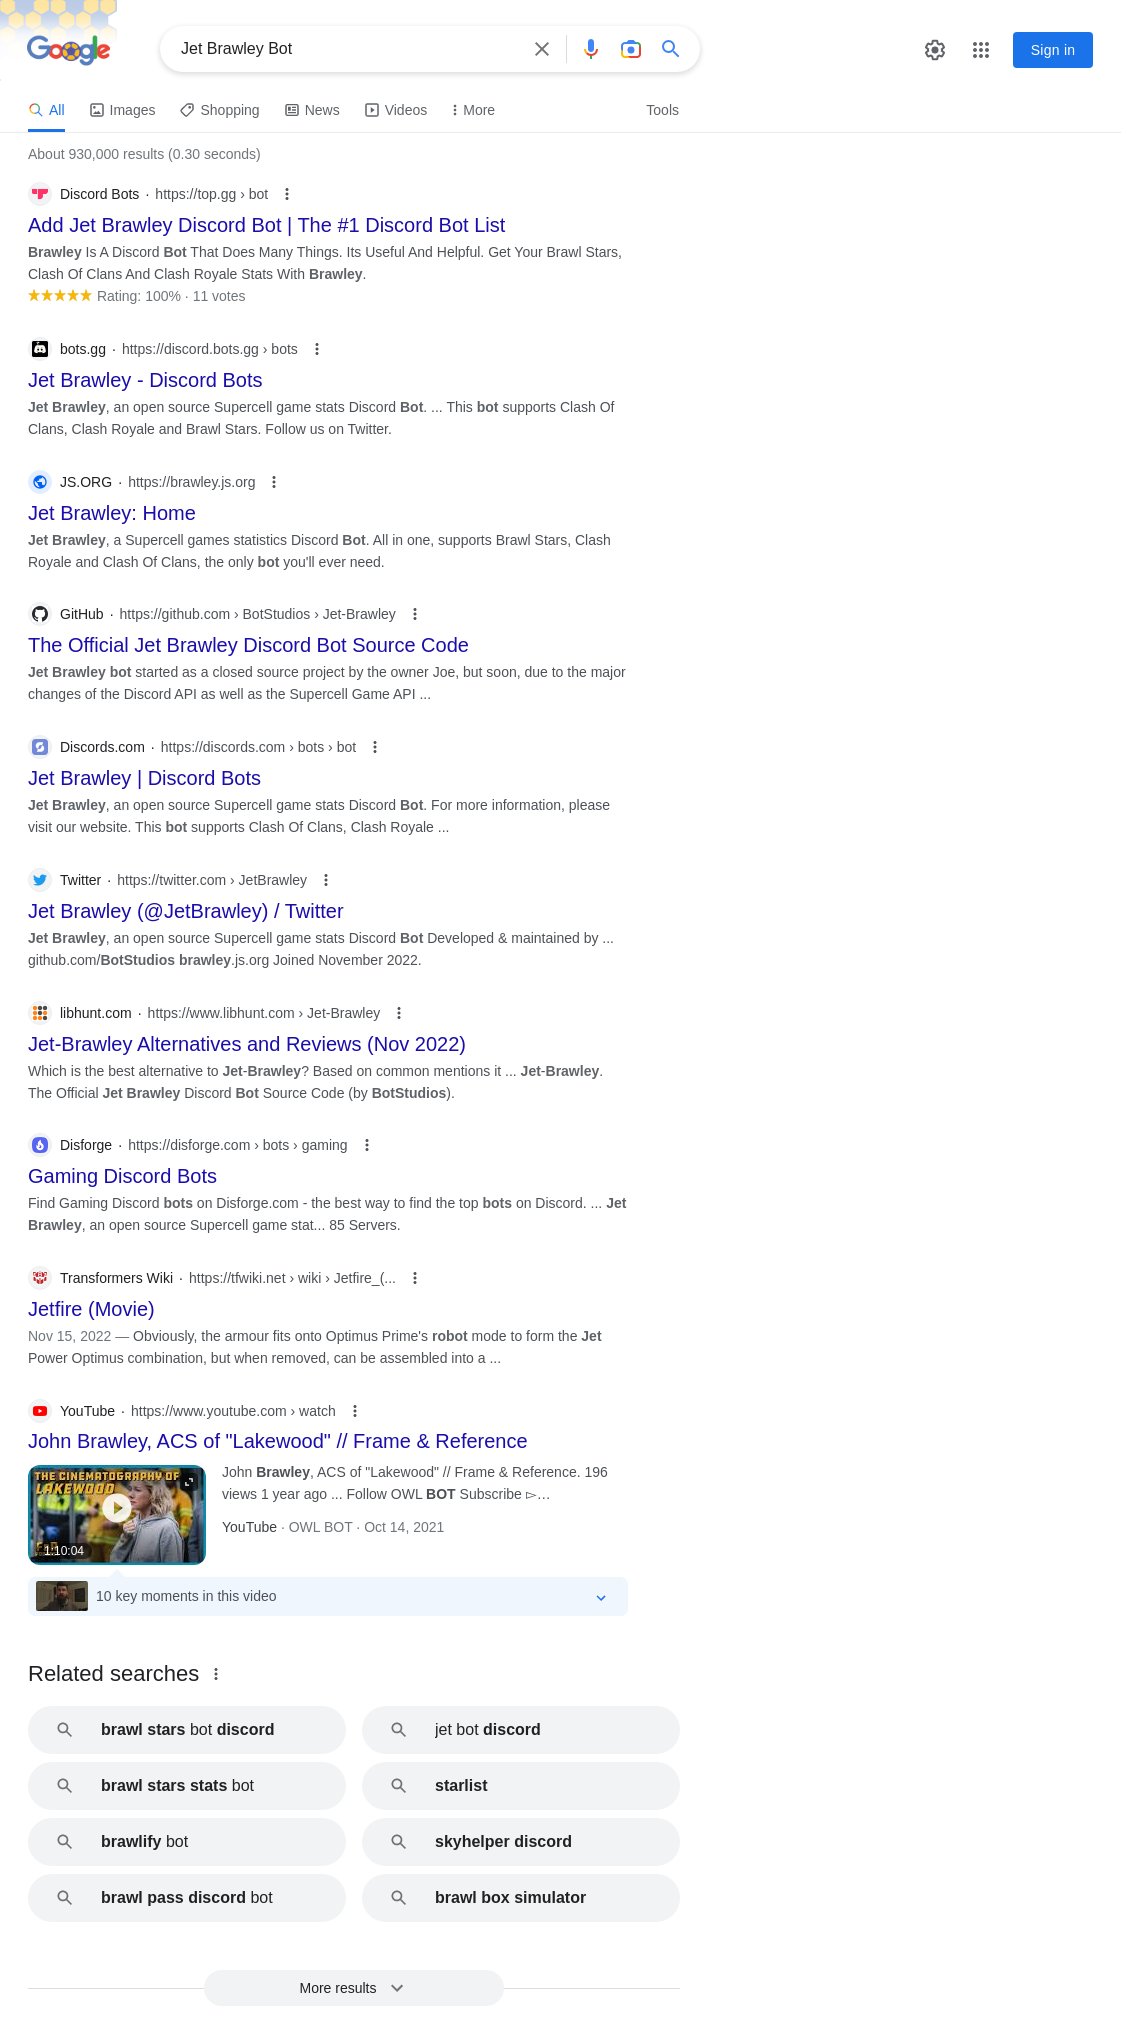 Google
Jet Brawley Bot
Sign in
All
Images
Shopping
News
Videos
More
Tools
About 930,000 results (0.30 seconds)
Discord Bots · https://top.gg › bot
Add Jet Brawley Discord Bot | The #1 Discord Bot List
Brawley Is A Discord Bot That Does Many Things. Its Useful And Helpful. Get Your Brawl Stars,
Clash Of Clans And Clash Royale Stats With Brawley.
Rating: 100% · 11 votes
bots.gg · https://discord.bots.gg › bots
Jet Brawley - Discord Bots
Jet Brawley, an open source Supercell game stats Discord Bot. ... This bot supports Clash Of
Clans, Clash Royale and Brawl Stars. Follow us on Twitter.
JS.ORG · https://brawley.js.org
Jet Brawley: Home
Jet Brawley, a Supercell games statistics Discord Bot. All in one, supports Brawl Stars, Clash
Royale and Clash Of Clans, the only bot you'll ever need.
GitHub · https://github.com › BotStudios › Jet-Brawley
The Official Jet Brawley Discord Bot Source Code
Jet Brawley bot started as a closed source project by the owner Joe, but soon, due to the major
changes of the Discord API as well as the Supercell Game API ...
Discords.com · https://discords.com › bots › bot
Jet Brawley | Discord Bots
Jet Brawley, an open source Supercell game stats Discord Bot. For more information, please
visit our website. This bot supports Clash Of Clans, Clash Royale ...
Twitter · https://twitter.com › JetBrawley
Jet Brawley (@JetBrawley) / Twitter
Jet Brawley, an open source Supercell game stats Discord Bot Developed & maintained by ...
github.com/BotStudios brawley.js.org Joined November 2022.
libhunt.com · https://www.libhunt.com › Jet-Brawley
Jet-Brawley Alternatives and Reviews (Nov 2022)
Which is the best alternative to Jet-Brawley? Based on common mentions it ... Jet-Brawley.
The Official Jet Brawley Discord Bot Source Code (by BotStudios).
Disforge · https://disforge.com › bots › gaming
Gaming Discord Bots
Find Gaming Discord bots on Disforge.com - the best way to find the top bots on Discord. ... Jet
Brawley, an open source Supercell game stat... 85 Servers.
Transformers Wiki · https://tfwiki.net › wiki › Jetfire_(...
Jetfire (Movie)
Nov 15, 2022 — Obviously, the armour fits onto Optimus Prime's robot mode to form the Jet
Power Optimus combination, but when removed, can be assembled into a ...
YouTube · https://www.youtube.com › watch
John Brawley, ACS of "Lakewood" // Frame & Reference
THE CINEMATOGRAPHY OF
LAKEWOOD
1:10:04
John Brawley, ACS of "Lakewood" // Frame & Reference. 196
views 1 year ago ... Follow OWL BOT Subscribe ▻…
YouTube · OWL BOT · Oct 14, 2021
10 key moments in this video
Related searches
brawl stars bot discord
jet bot discord
brawl stars stats bot
starlist
brawlify bot
skyhelper discord
brawl pass discord bot
brawl box simulator
More results